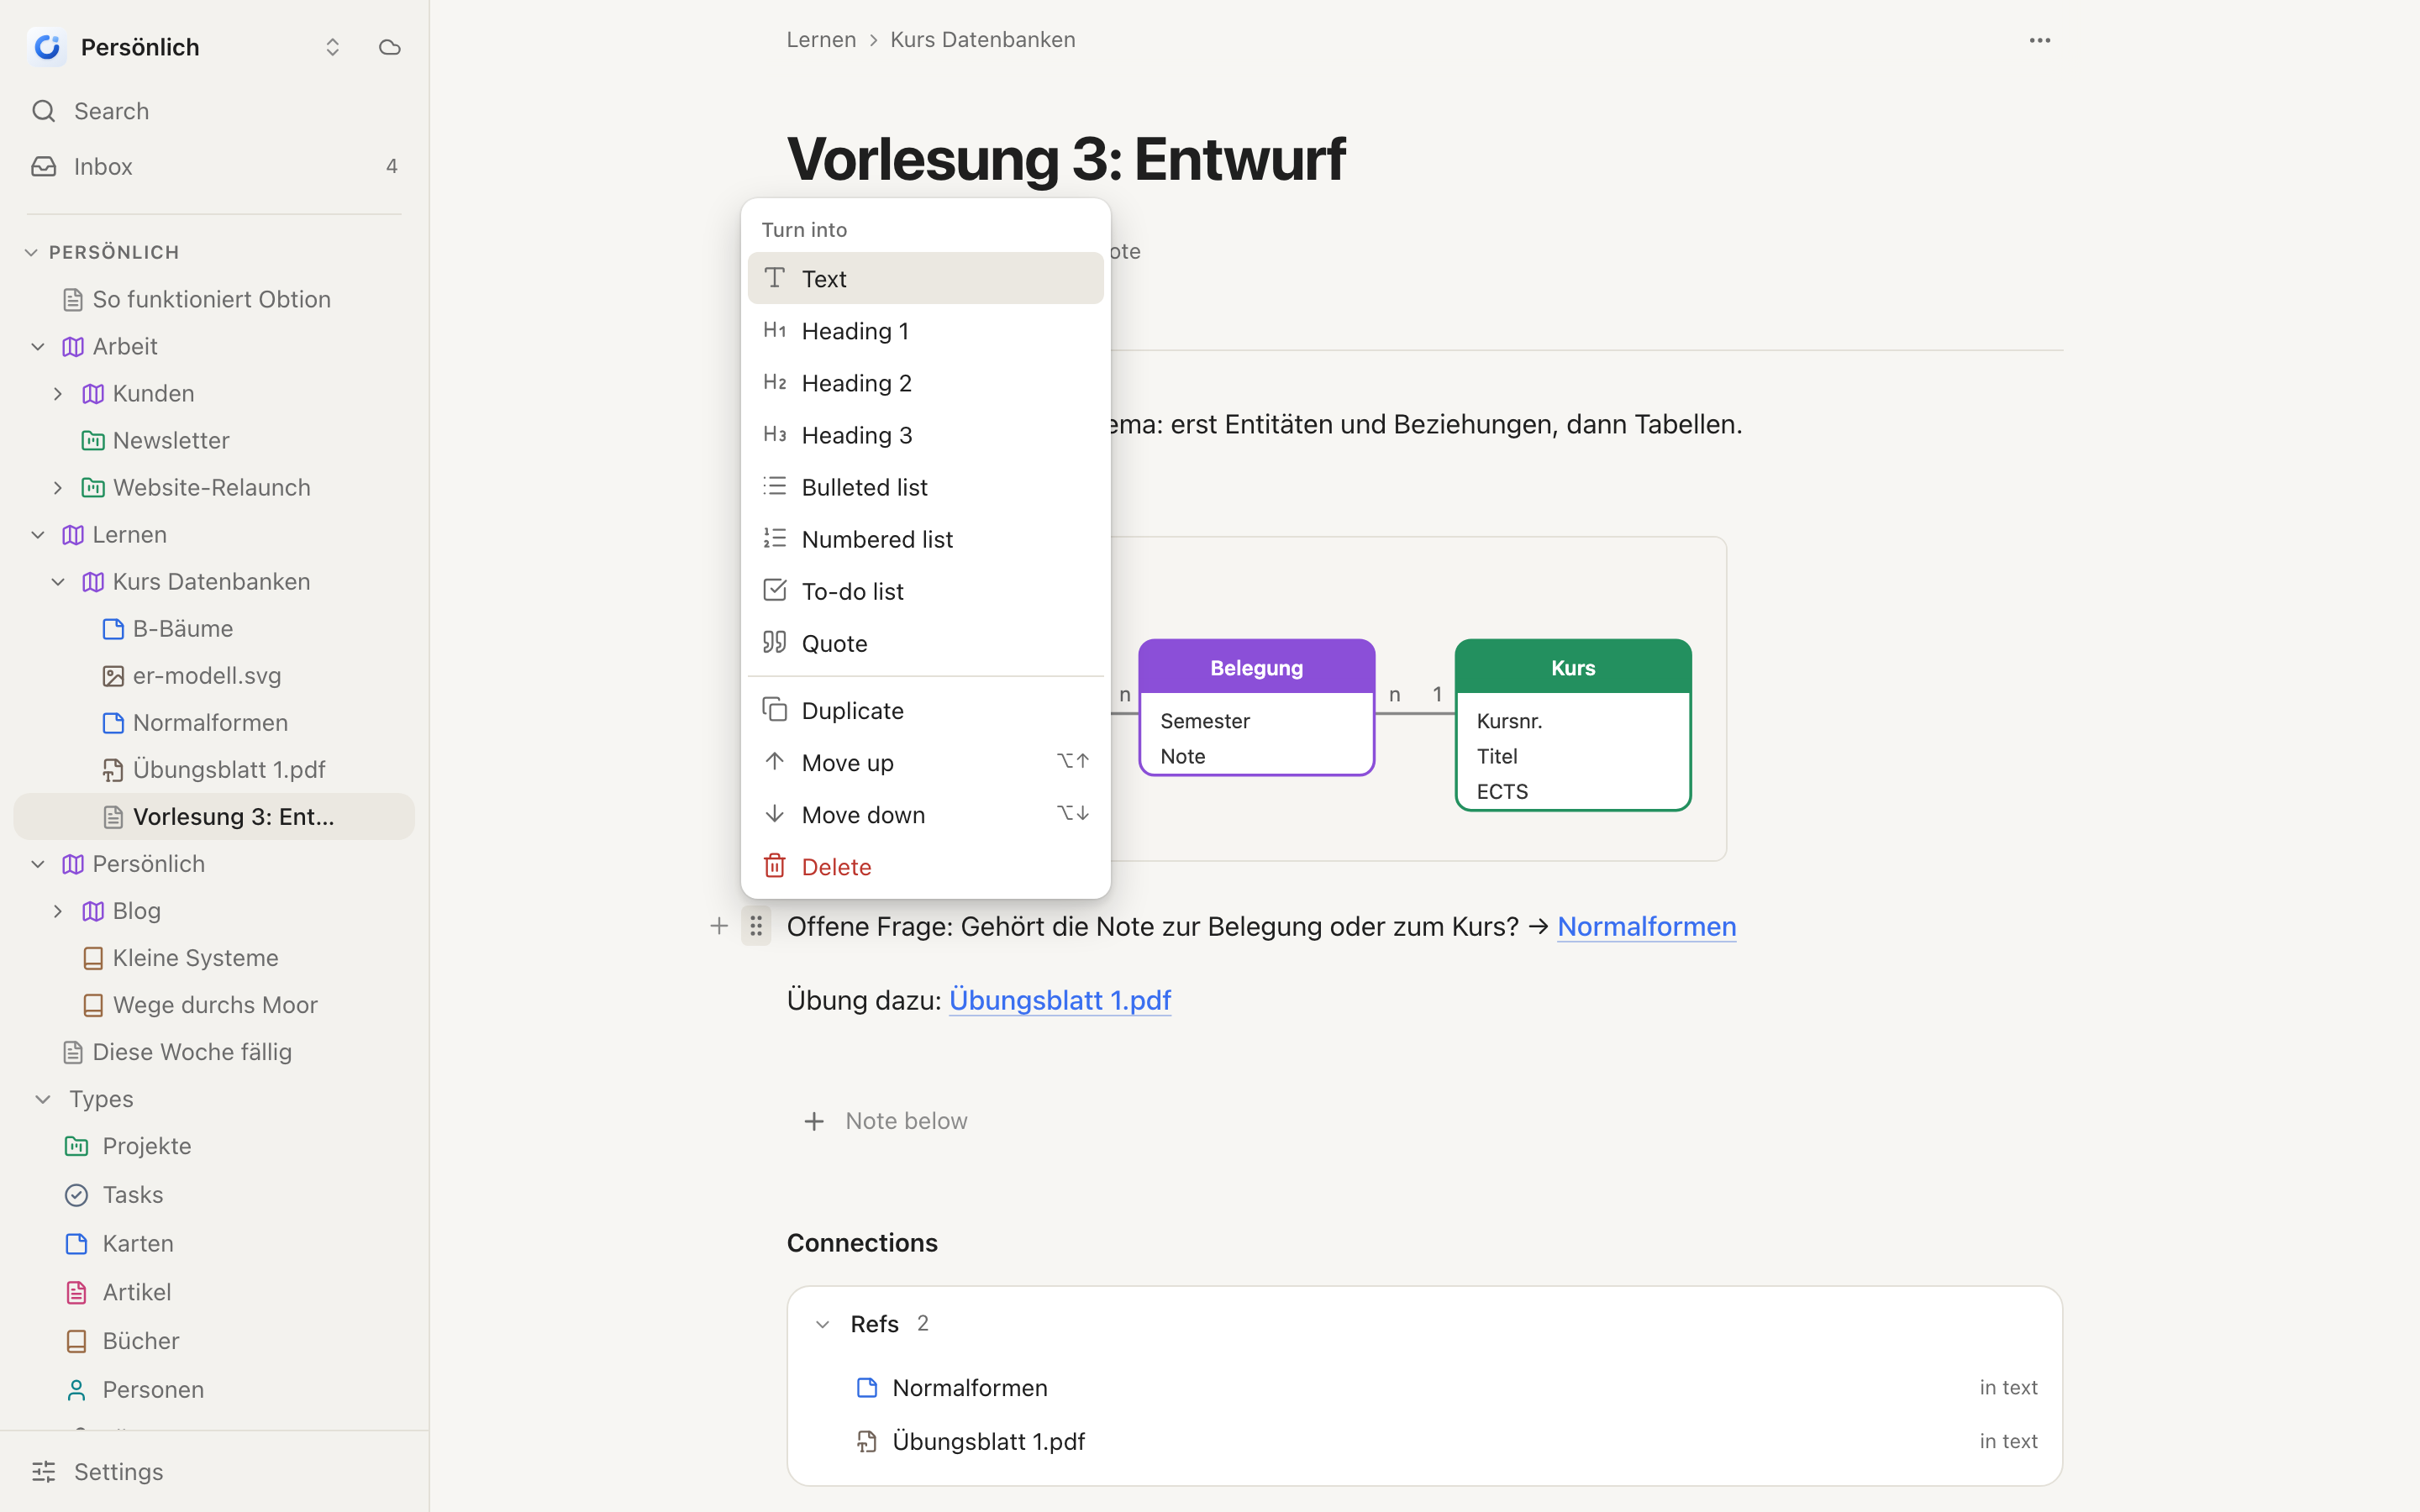 Persönlich
Search
Inbox 4
PERSÖNLICH
So funktioniert Obtion
Arbeit
Kunden
Newsletter
Website-Relaunch
Lernen
Kurs Datenbanken
B-Bäume
er-modell.svg
Normalformen
Übungsblatt 1.pdf
Vorlesung 3: Ent...
Persönlich
Blog
Kleine Systeme
Wege durchs Moor
Diese Woche fällig
Types
Projekte
Tasks
Karten
Artikel
Bücher
Personen
Settings
Lernen > Kurs Datenbanken
Vorlesung 3: Entwurf
ote
Turn into
Text
H1 Heading 1
H2 Heading 2
H3 Heading 3
Bulleted list
Numbered list
To-do list
Quote
Duplicate
Move up ⌥↑
Move down ⌥↓
Delete
ema: erst Entitäten und Beziehungen, dann Tabellen.
n
Belegung
Semester
Note
n 1
Kurs
Kursnr.
Titel
ECTS
Offene Frage: Gehört die Note zur Belegung oder zum Kurs? → Normalformen
Übung dazu: Übungsblatt 1.pdf
Note below
Connections
Refs 2
Normalformen in text
Übungsblatt 1.pdf in text